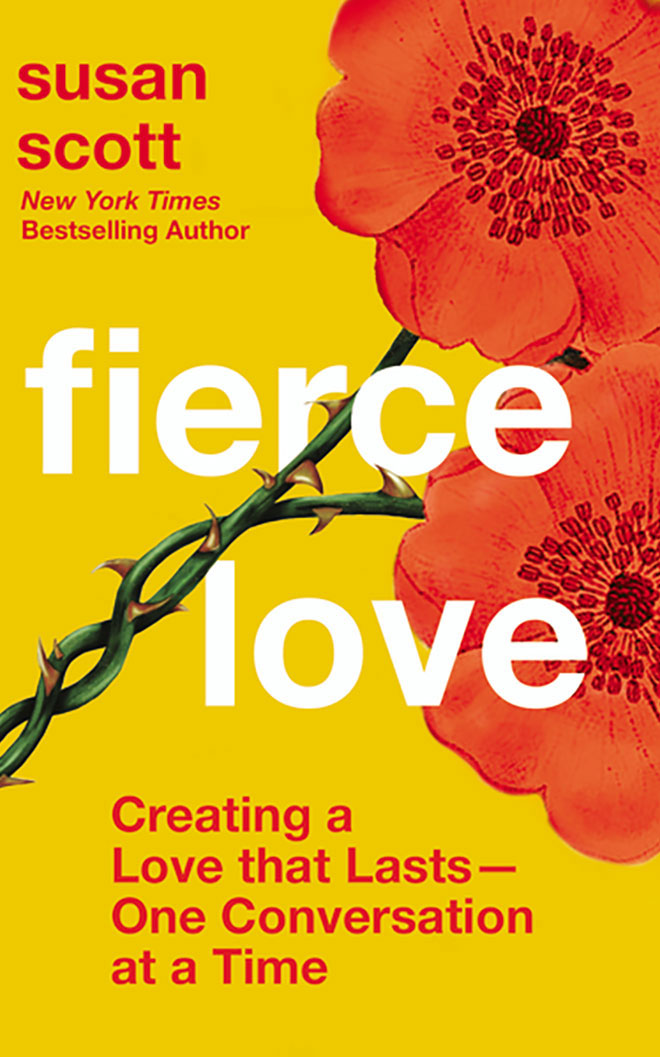 susan
scott
New York Times
Bestselling Author
fierce
love
Creating a
Love that Lasts—
One Conversation
at a Time